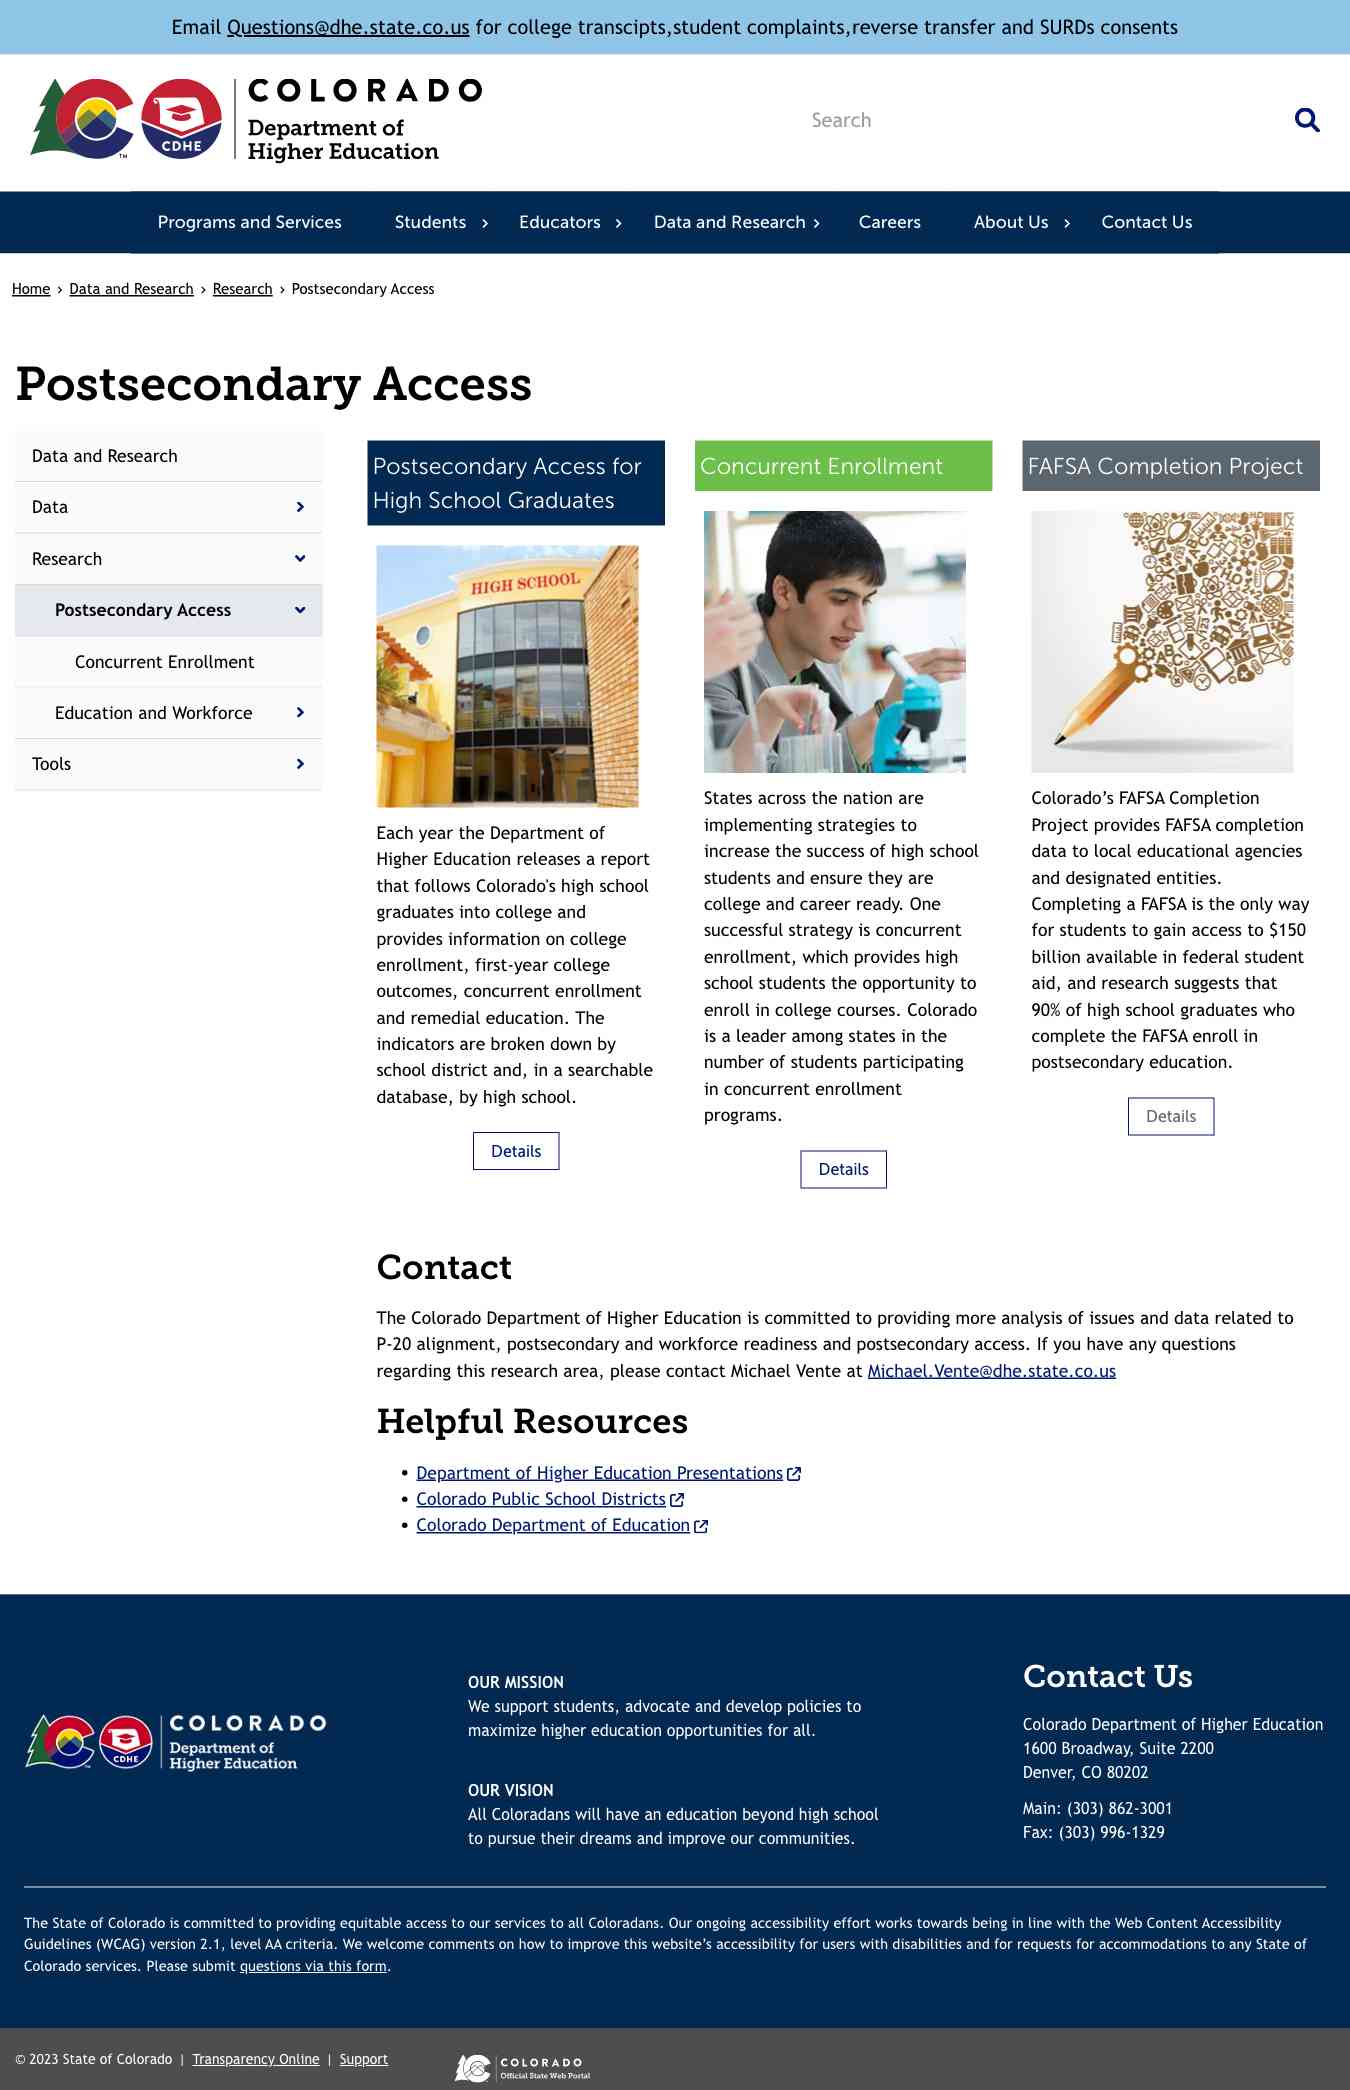 Email Questions@dhe.state.co.us for college transcipts,student complaints,reverse transfer and SURDs consents
COLORADO
Department of
Higher Education
CDHE
TM
Search
Programs and Services
Students
Educators
Data and Research
Careers
About Us
Contact Us
Home › Data and Research › Research › Postsecondary Access
Postsecondary Access
Data and Research
Data
Research
Postsecondary Access
Concurrent Enrollment
Education and Workforce
Tools
Postsecondary Access for
High School Graduates
HIGH SCHOOL
Each year the Department of
Higher Education releases a report
that follows Colorado's high school
graduates into college and
provides information on college
enrollment, first-year college
outcomes, concurrent enrollment
and remedial education. The
indicators are broken down by
school district and, in a searchable
database, by high school.
Details
Concurrent Enrollment
States across the nation are
implementing strategies to
increase the success of high school
students and ensure they are
college and career ready. One
successful strategy is concurrent
enrollment, which provides high
school students the opportunity to
enroll in college courses. Colorado
is a leader among states in the
number of students participating
in concurrent enrollment
programs.
Details
FAFSA Completion Project
Colorado’s FAFSA Completion
Project provides FAFSA completion
data to local educational agencies
and designated entities.
Completing a FAFSA is the only way
for students to gain access to $150
billion available in federal student
aid, and research suggests that
90% of high school graduates who
complete the FAFSA enroll in
postsecondary education.
Details
Contact
The Colorado Department of Higher Education is committed to providing more analysis of issues and data related to
P-20 alignment, postsecondary and workforce readiness and postsecondary access. If you have any questions
regarding this research area, please contact Michael Vente at Michael.Vente@dhe.state.co.us
Helpful Resources
• Department of Higher Education Presentations
• Colorado Public School Districts
• Colorado Department of Education
COLORADO
Department of
Higher Education
CDHE
TM
OUR MISSION
We support students, advocate and develop policies to
maximize higher education opportunities for all.
OUR VISION
All Coloradans will have an education beyond high school
to pursue their dreams and improve our communities.
Contact Us
Colorado Department of Higher Education
1600 Broadway, Suite 2200
Denver, CO 80202
Main: (303) 862-3001
Fax: (303) 996-1329
The State of Colorado is committed to providing equitable access to our services to all Coloradans. Our ongoing accessibility effort works towards being in line with the Web Content Accessibility
Guidelines (WCAG) version 2.1, level AA criteria. We welcome comments on how to improve this website’s accessibility for users with disabilities and for requests for accommodations to any State of
Colorado services. Please submit questions via this form.
© 2023 State of Colorado | Transparency Online | Support
COLORADO
Official State Web Portal